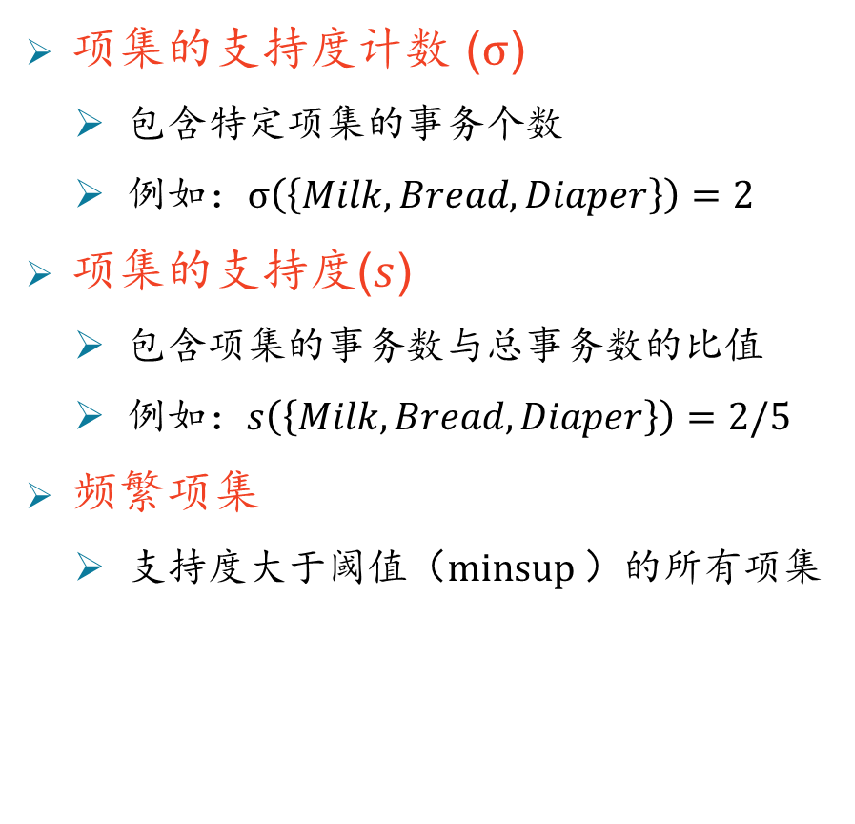 ➢ 项集的支持度计数 (σ)
➢ 包含特定项集的事务个数
➢ 例如：σ({Milk, Bread, Diaper}) = 2
➢ 项集的支持度(s)
➢ 包含项集的事务数与总事务数的比值
➢ 例如：s({Milk, Bread, Diaper}) = 2/5
➢ 频繁项集
➢ 支持度大于阈值（minsup ）的所有项集